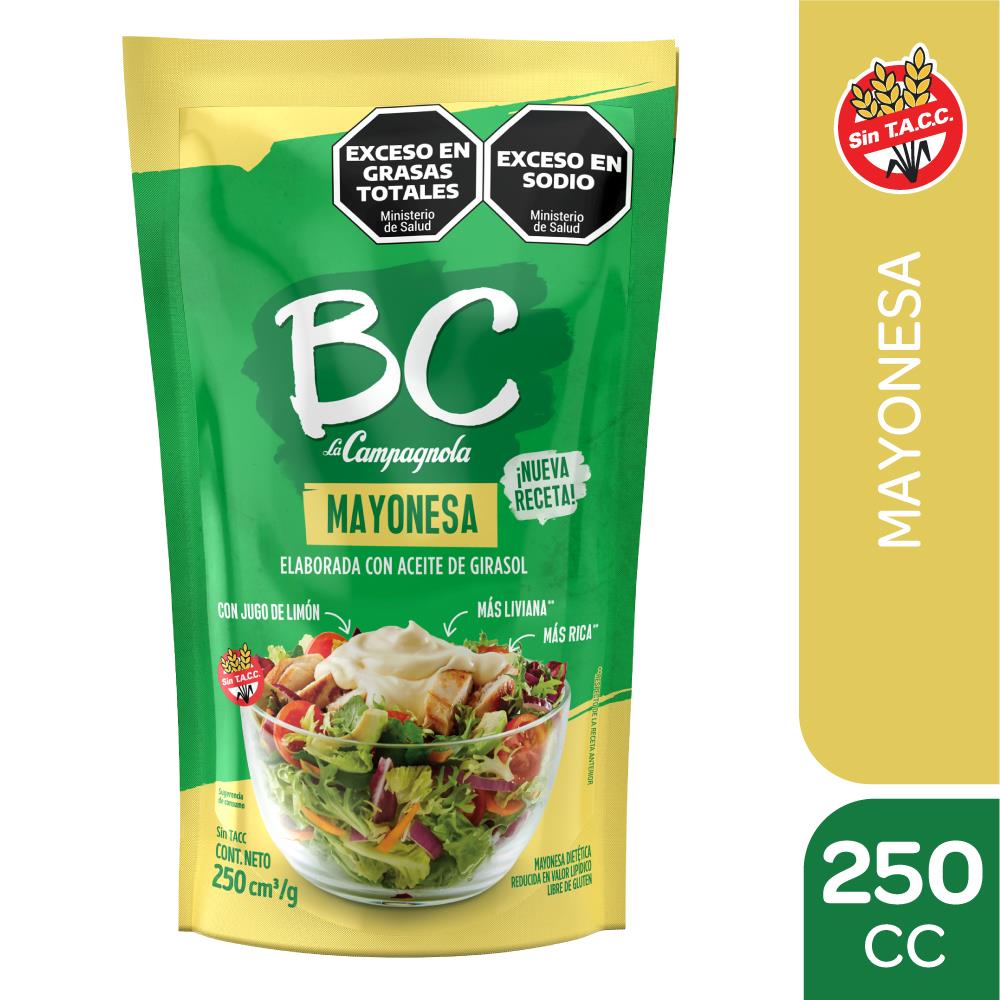 EXCESO EN
GRASAS
TOTALES
Ministerio
de Salud
EXCESO EN
SODIO
Ministerio
de Salud
BC
La Campagnola
¡NUEVA
RECETA!
MAYONESA
ELABORADA CON ACEITE DE GIRASOL
CON JUGO DE LIMÓN
MÁS LIVIANA**
MÁS RICA**
Sin T.A.C.C.
Sugerencia
de consumo
Sin TACC
CONT. NETO
250 cm³/g
MAYONESA DIETÉTICA
REDUCIDA EN VALOR LIPÍDICO
LIBRE DE GLUTEN
Sin T.A.C.C.
MAYONESA
250
CC